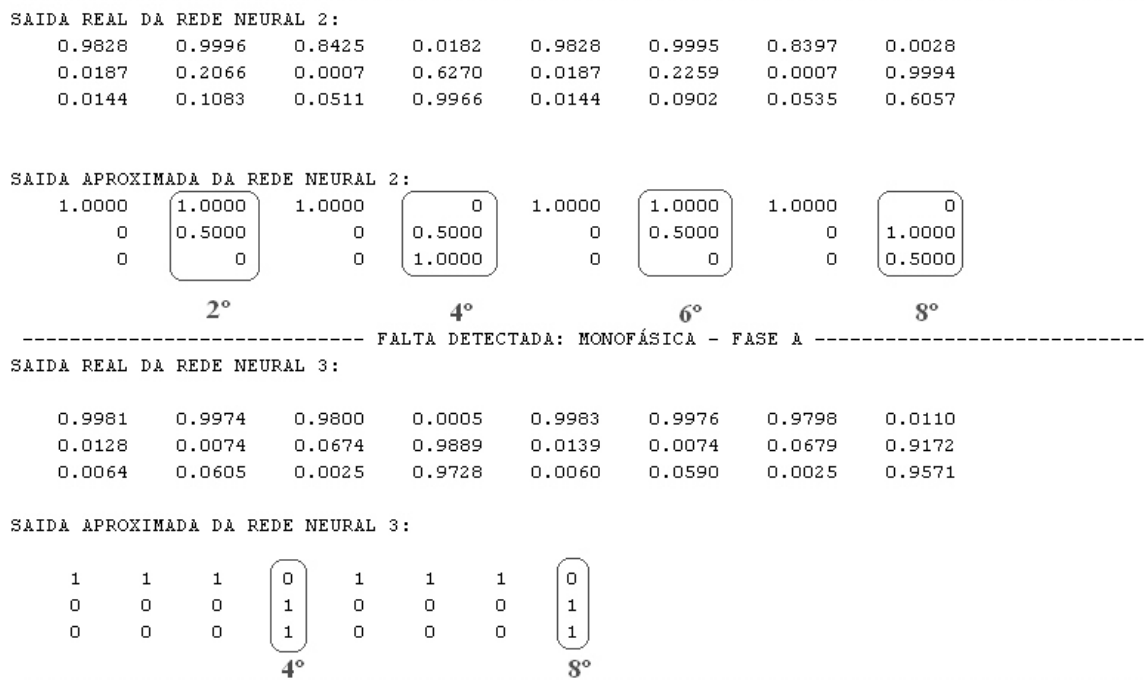 SAIDA REAL DA REDE NEURAL 2:
0.9828 0.9996 0.8425 0.0182 0.9828 0.9995 0.8397 0.0028
0.0187 0.2066 0.0007 0.6270 0.0187 0.2259 0.0007 0.9994
0.0144 0.1083 0.0511 0.9966 0.0144 0.0902 0.0535 0.6057
SAIDA APROXIMADA DA REDE NEURAL 2:
1.0000 1.0000 1.0000 0 1.0000 1.0000 1.0000 0
0 0.5000 0 0.5000 0 0.5000 0 1.0000
0 0 0 1.0000 0 0 0 0.5000
2º 4º 6º 8º
----------------------------- FALTA DETECTADA: MONOFÁSICA - FASE A ----------------------------
SAIDA REAL DA REDE NEURAL 3:
0.9981 0.9974 0.9800 0.0005 0.9983 0.9976 0.9798 0.0110
0.0128 0.0074 0.0674 0.9889 0.0139 0.0074 0.0679 0.9172
0.0064 0.0605 0.0025 0.9728 0.0060 0.0590 0.0025 0.9571
SAIDA APROXIMADA DA REDE NEURAL 3:
1 1 1 0 1 1 1 0
0 0 0 1 0 0 0 1
0 0 0 1 0 0 0 1
4º 8º